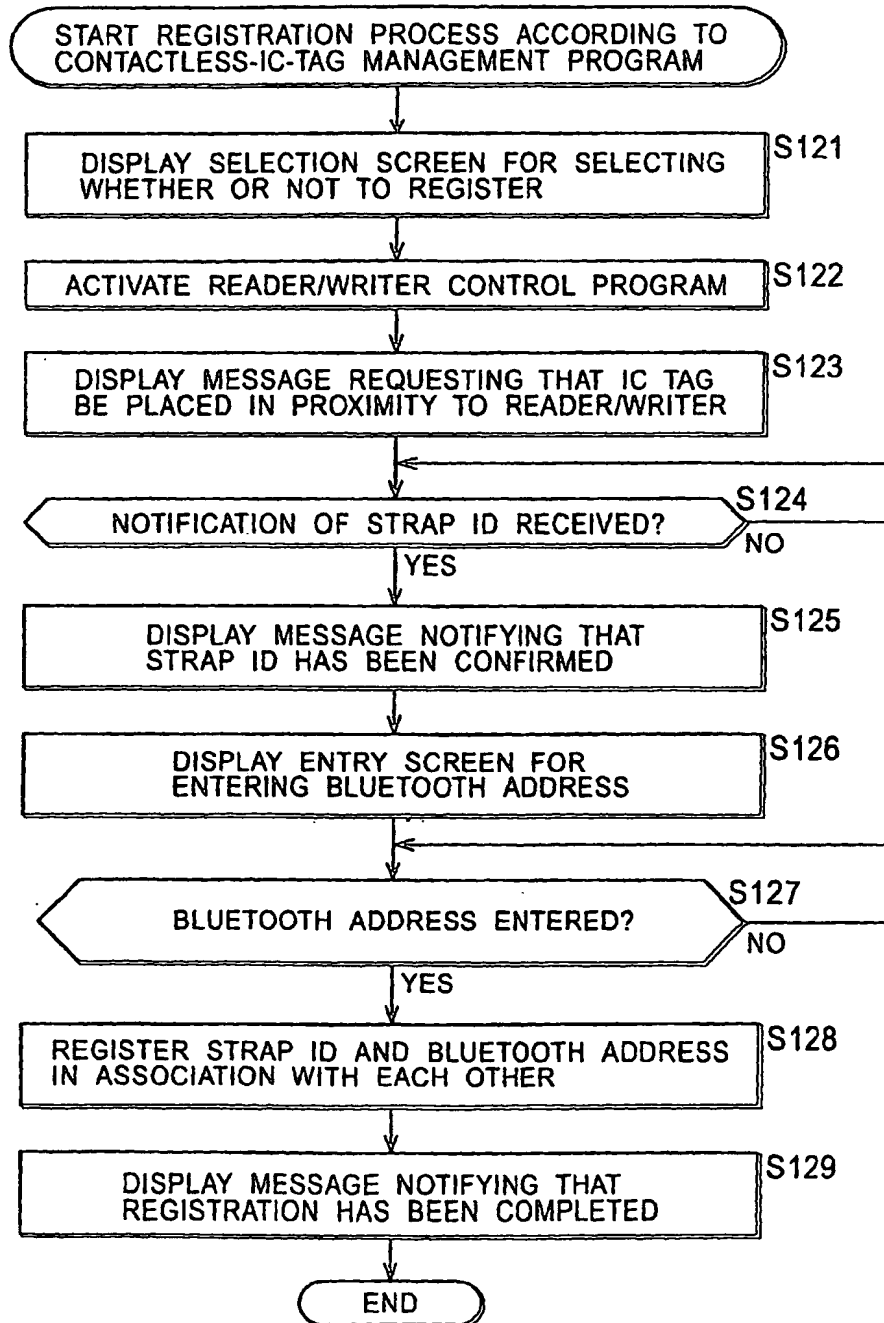 START REGISTRATION PROCESS ACCORDING TO
CONTACTLESS-IC-TAG MANAGEMENT PROGRAM
S121
DISPLAY SELECTION SCREEN FOR SELECTING
WHETHER OR NOT TO REGISTER
S122
ACTIVATE READER/WRITER CONTROL PROGRAM
S123
DISPLAY MESSAGE REQUESTING THAT IC TAG
BE PLACED IN PROXIMITY TO READER/WRITER
S124
NOTIFICATION OF STRAP ID RECEIVED?
NO
YES
S125
DISPLAY MESSAGE NOTIFYING THAT
STRAP ID HAS BEEN CONFIRMED
S126
DISPLAY ENTRY SCREEN FOR
ENTERING BLUETOOTH ADDRESS
S127
BLUETOOTH ADDRESS ENTERED?
NO
YES
S128
REGISTER STRAP ID AND BLUETOOTH ADDRESS
IN ASSOCIATION WITH EACH OTHER
S129
DISPLAY MESSAGE NOTIFYING THAT
REGISTRATION HAS BEEN COMPLETED
END